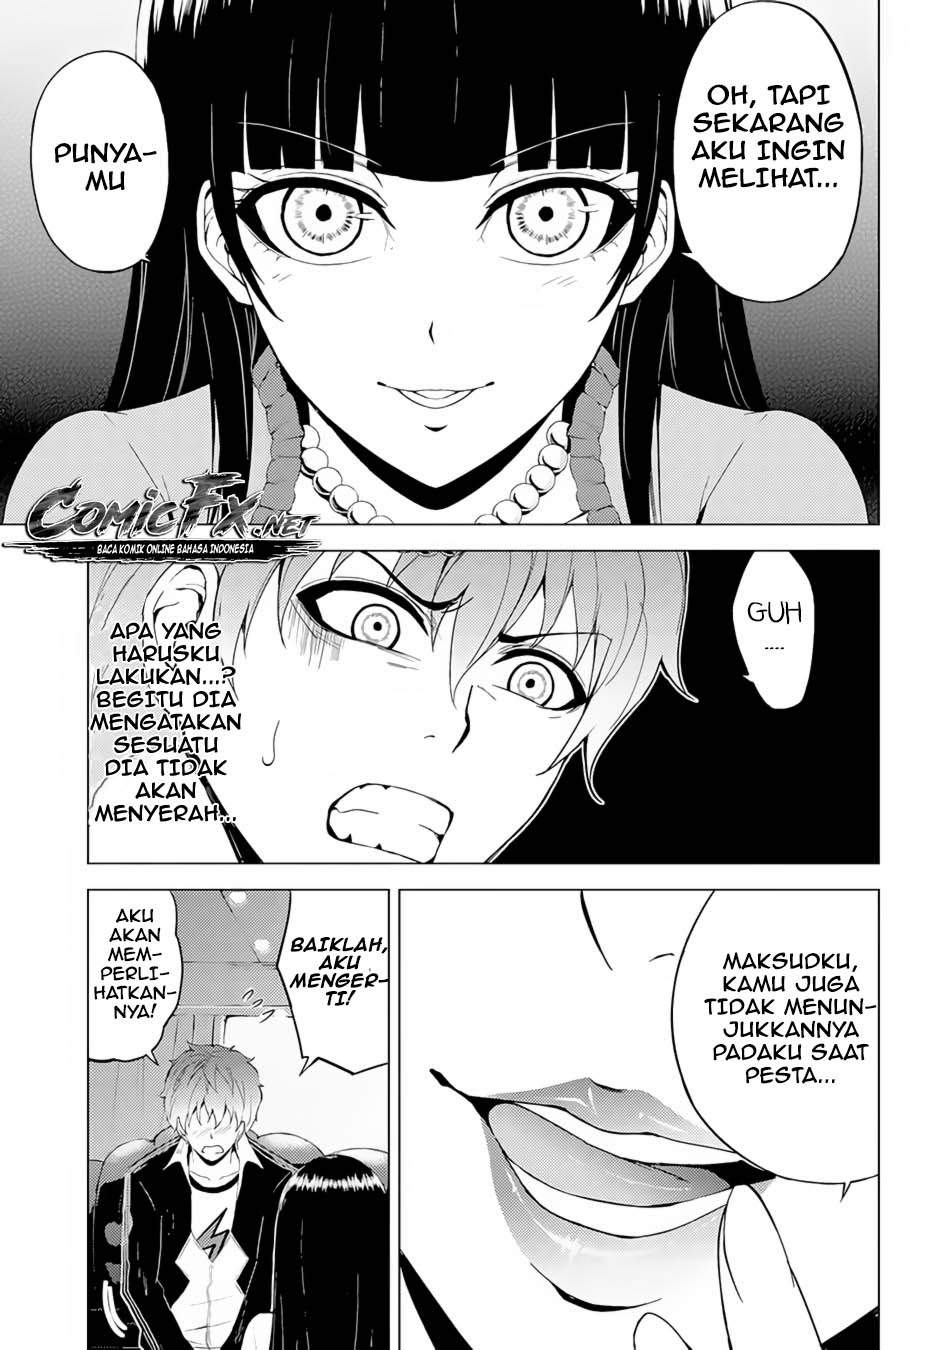 OH, TAPI
SEKARANG
AKU INGIN
MELIHAT...
PUNYA-
MU
COMICFX.NET
BACA KOMIK ONLINE BAHASA INDONESIA
GUH
....
APA YANG
HARUSKU
LAKUKAN...?
BEGITU DIA
MENGATAKAN
SESUATU
DIA TIDAK
AKAN
MENYERAH...
MAKSUDKU,
KAMU JUGA
TIDAK MENUN-
JUKKANNYA
PADAKU SAAT
PESTA...
BAIKLAH,
AKU
MENGER-
TI!
AKU
AKAN
MEM-
PERLI-
HATKAN-
NYA!